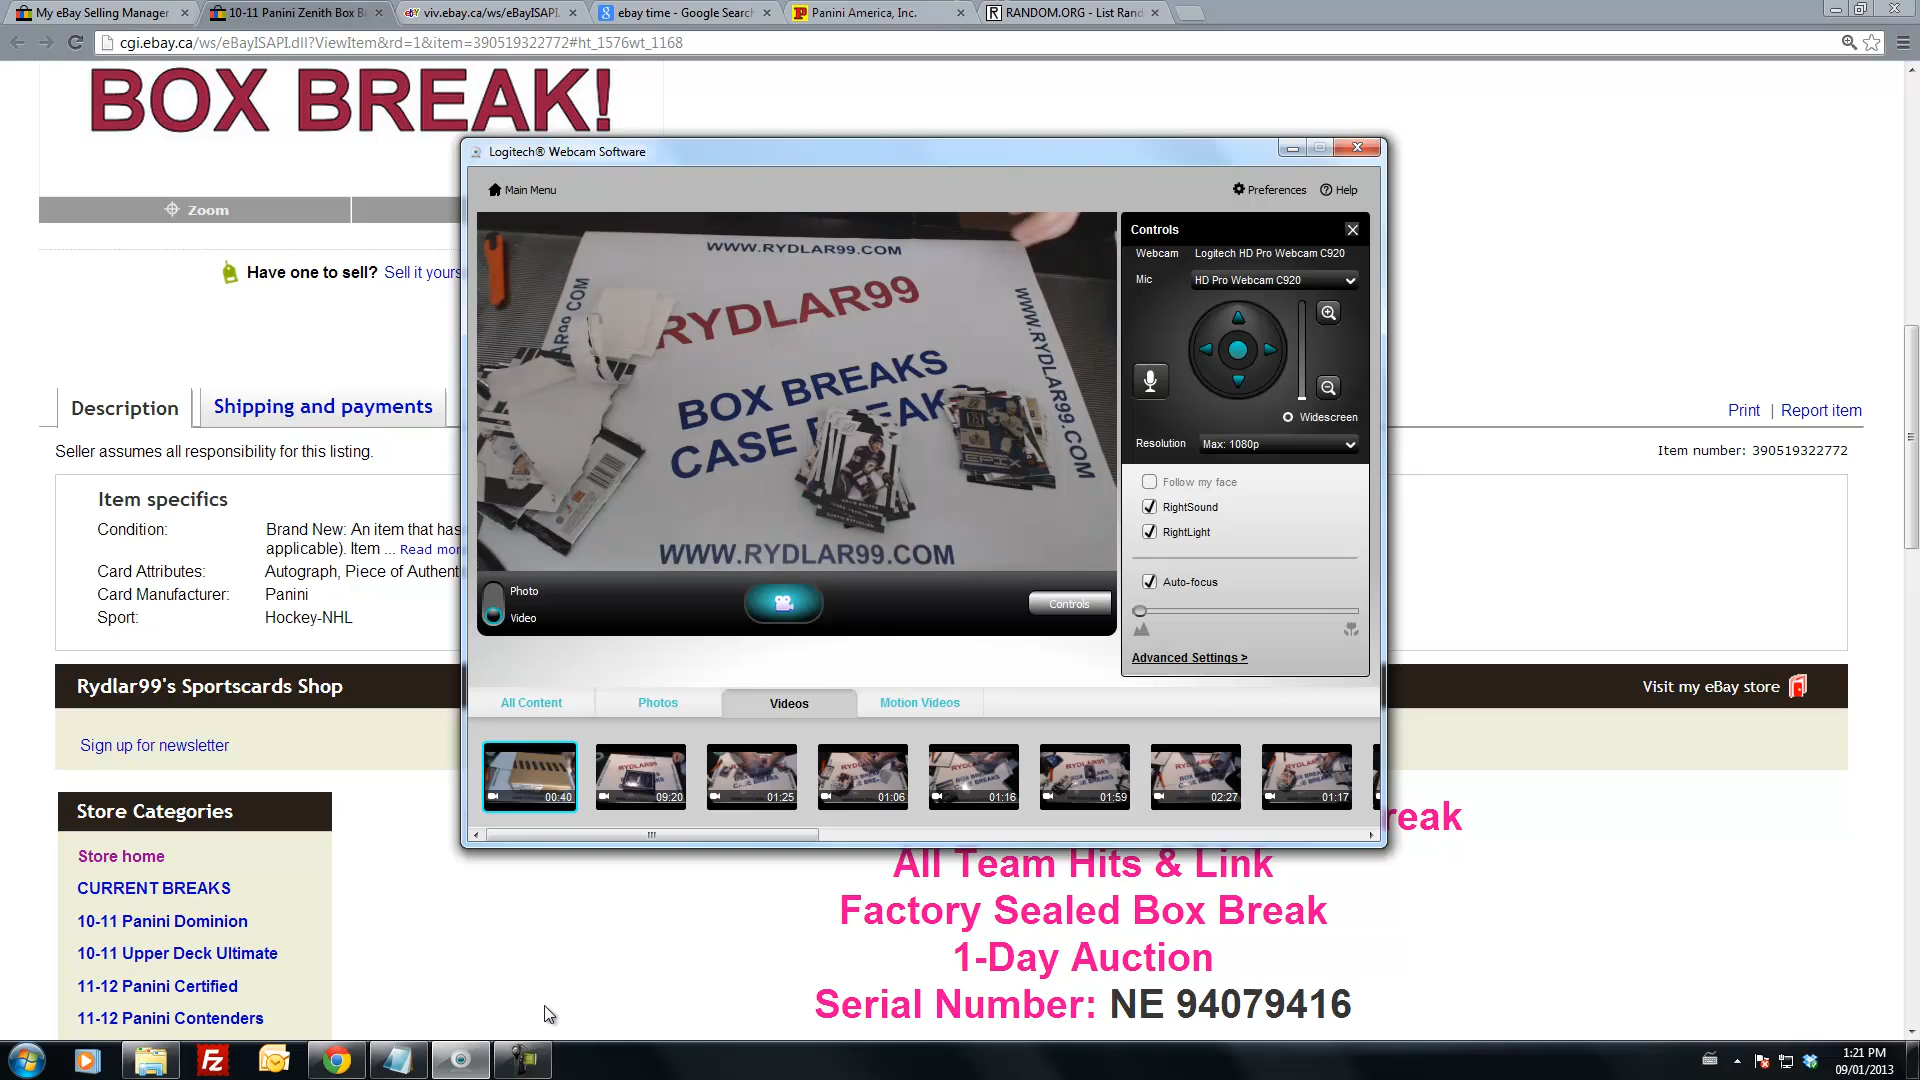 My eBay Selling Manager
10-11 Panini Zenith Box B
viv.ebay.ca/ws/eBayISAPI.
ebay time - Google Search
Panini America, Inc.
RANDOM.ORG - List Rand
cgi.ebay.ca/ws/eBayISAPI.dll?ViewItem&rd=1&item=390519322772#ht_1576wt_1168
BOX BREAK!
Zoom
Have one to sell? Sell it yours
Description
Shipping and payments
Print | Report item
Seller assumes all responsibility for this listing.
Item number: 390519322772
Item specifics
Condition: Brand New: An item that has
applicable). Item ... Read mor
Card Attributes: Autograph, Piece of Authent
Card Manufacturer: Panini
Sport: Hockey-NHL
Rydlar99's Sportscards Shop
Visit my eBay store
Sign up for newsletter
Store Categories
Store home
CURRENT BREAKS
10-11 Panini Dominion
10-11 Upper Deck Ultimate
11-12 Panini Certified
11-12 Panini Contenders
Logitech® Webcam Software
Main Menu
Preferences
Help
WWW.RYDLAR99.COM
RYDLAR99
BOX BREAKS
CASE BREAK
WWW.RYDLAR99.COM
WWW.RYDLAR99.COM
AR99.COM
EPIX
Photo
Video
Controls
Controls
Webcam Logitech HD Pro Webcam C920
Mic HD Pro Webcam C920
Widescreen
Resolution Max: 1080p
Follow my face
RightSound
RightLight
Auto-focus
Advanced Settings >
All Content
Photos
Videos
Motion Videos
00:40
09:20
01:25
01:06
01:16
01:59
02:27
01:17
reak
All Team Hits & Link
Factory Sealed Box Break
1-Day Auction
Serial Number: NE 94079416
1:21 PM
09/01/2013